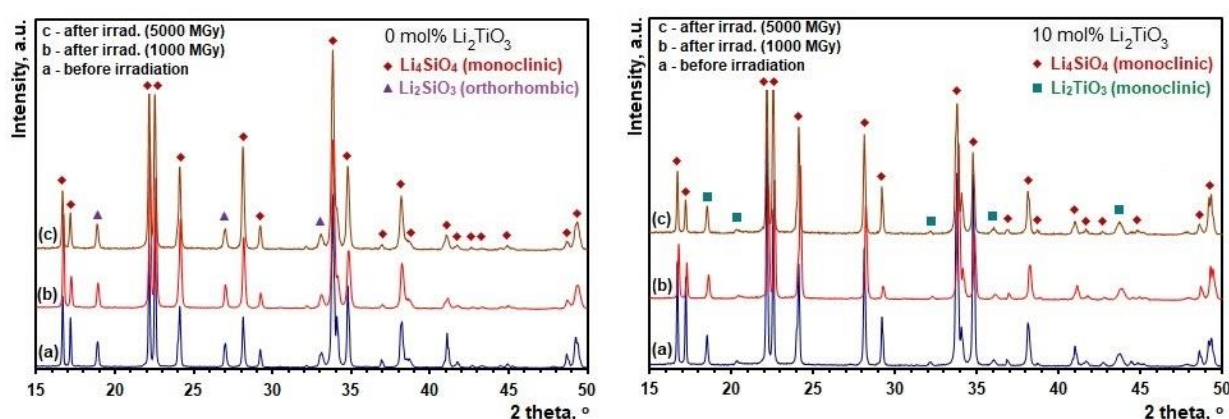 Intensity, a.u.
c - after irrad. (5000 MGy)
b - after irrad. (1000 MGy)
a - before irradiation
0 mol% Li₂TiO₃
Li₄SiO₄ (monoclinic)
Li₂SiO₃ (orthorhombic)
(c)
(b)
(a)
15 20 25 30 35 40 45 50
2 theta, °
Intensity, a.u.
c - after irrad. (5000 MGy)
b - after irrad. (1000 MGy)
a - before irradiation
10 mol% Li₂TiO₃
Li₄SiO₄ (monoclinic)
Li₂TiO₃ (monoclinic)
(c)
(b)
(a)
15 20 25 30 35 40 45 50
2 theta, °